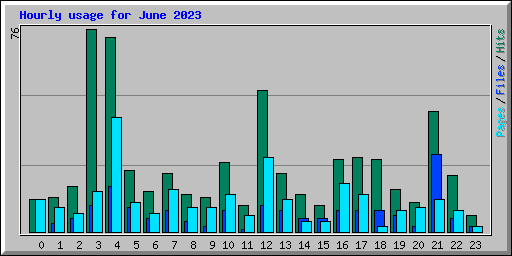 Hourly usage for June 2023
76
Pages/Files/Hits
0 1 2 3 4 5 6 7 8 9 10 11 12 13 14 15 16 17 18 19 20 21 22 23